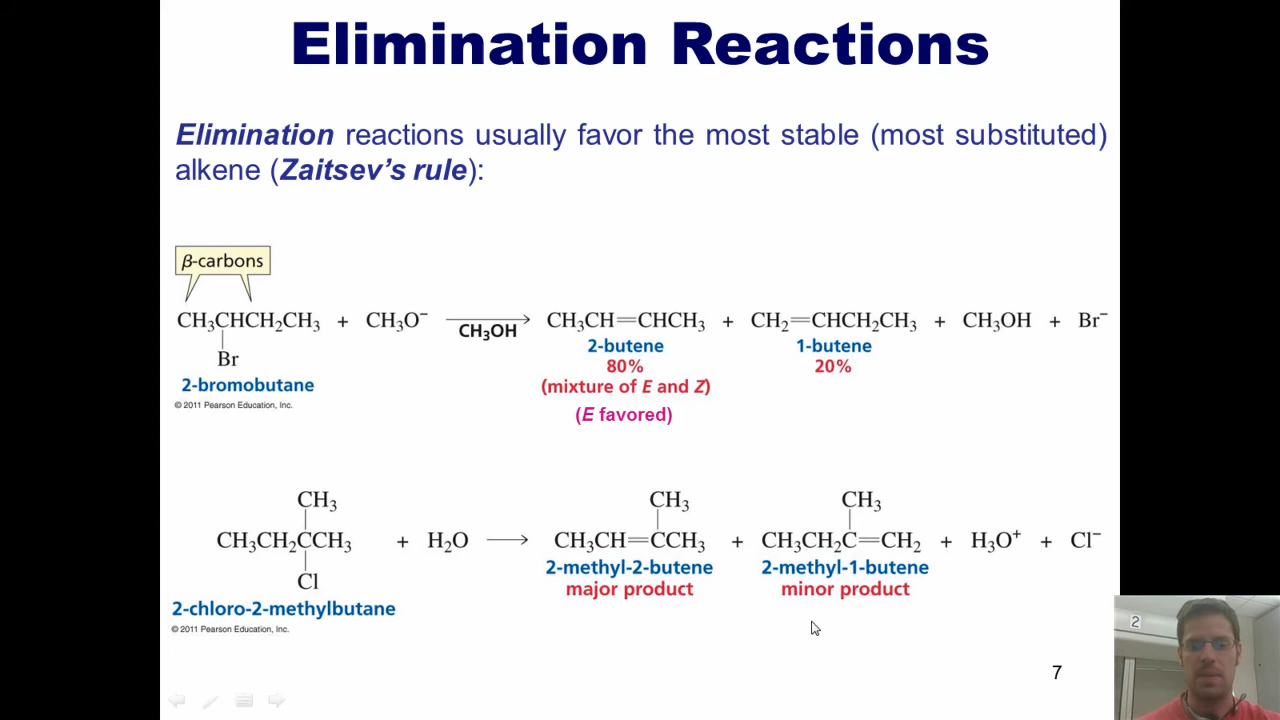 Elimination Reactions
Elimination reactions usually favor the most stable (most substituted)
alkene (Zaitsev’s rule):
β-carbons
CH₃CHCH₂CH₃ + CH₃O⁻ ⟶ CH₃CH=CHCH₃ + CH₂=CHCH₂CH₃ + CH₃OH + Br⁻
CH₃OH
Br
2-bromobutane
2-butene
80%
(mixture of E and Z)
(E favored)
1-butene
20%
© 2011 Pearson Education, Inc.
CH₃
CH₃
CH₃
CH₃CH₂CCH₃ + H₂O ⟶ CH₃CH=CCH₃ + CH₃CH₂C=CH₂ + H₃O⁺ + Cl⁻
Cl
2-chloro-2-methylbutane
2-methyl-2-butene
major product
2-methyl-1-butene
minor product
© 2011 Pearson Education, Inc.
7
2